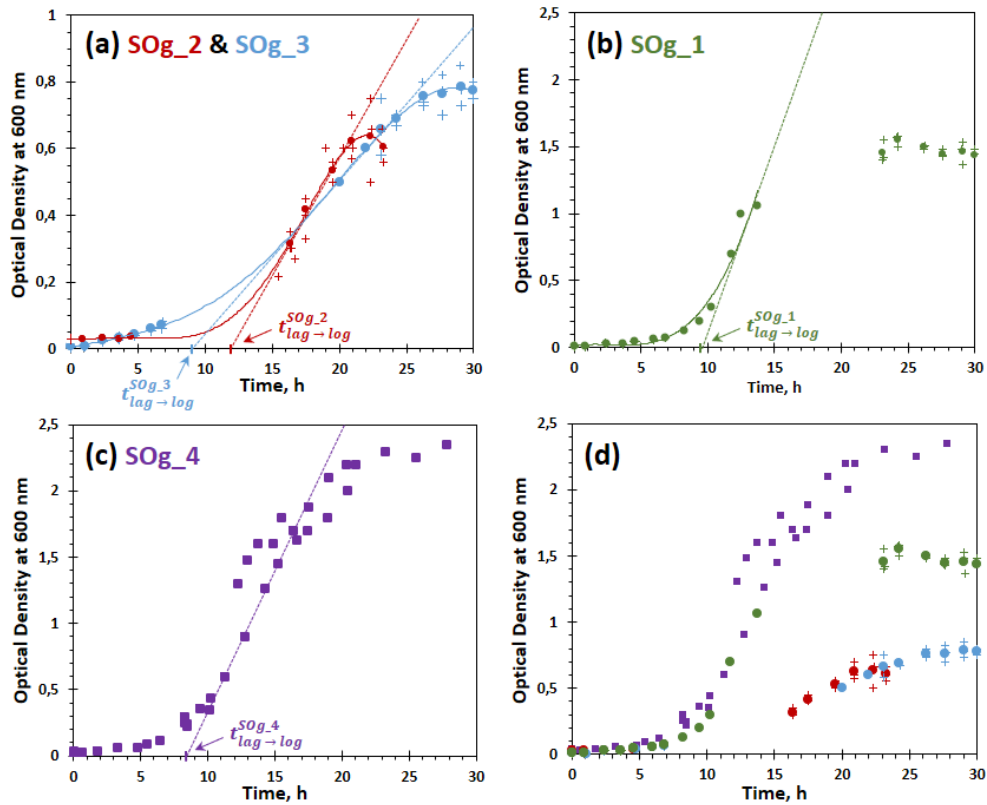 (a) SOg_2 & SOg_3
Optical Density at 600 nm
1
0,8
0,6
0,4
0,2
0
0 5 10 15 20 25 30
Time, h
t_{lag→log}^{SOg_2}
t_{lag→log}^{SOg_3}
(b) SOg_1
Optical Density at 600 nm
2,5
2
1,5
1
0,5
0
0 5 10 15 20 25 30
Time, h
t_{lag→log}^{SOg_1}
(c) SOg_4
Optical Density at 600 nm
2,5
2
1,5
1
0,5
0
0 5 10 15 20 25 30
Time, h
t_{lag→log}^{SOg_4}
(d)
Optical Density at 600 nm
2,5
2
1,5
1
0,5
0
0 5 10 15 20 25 30
Time, h